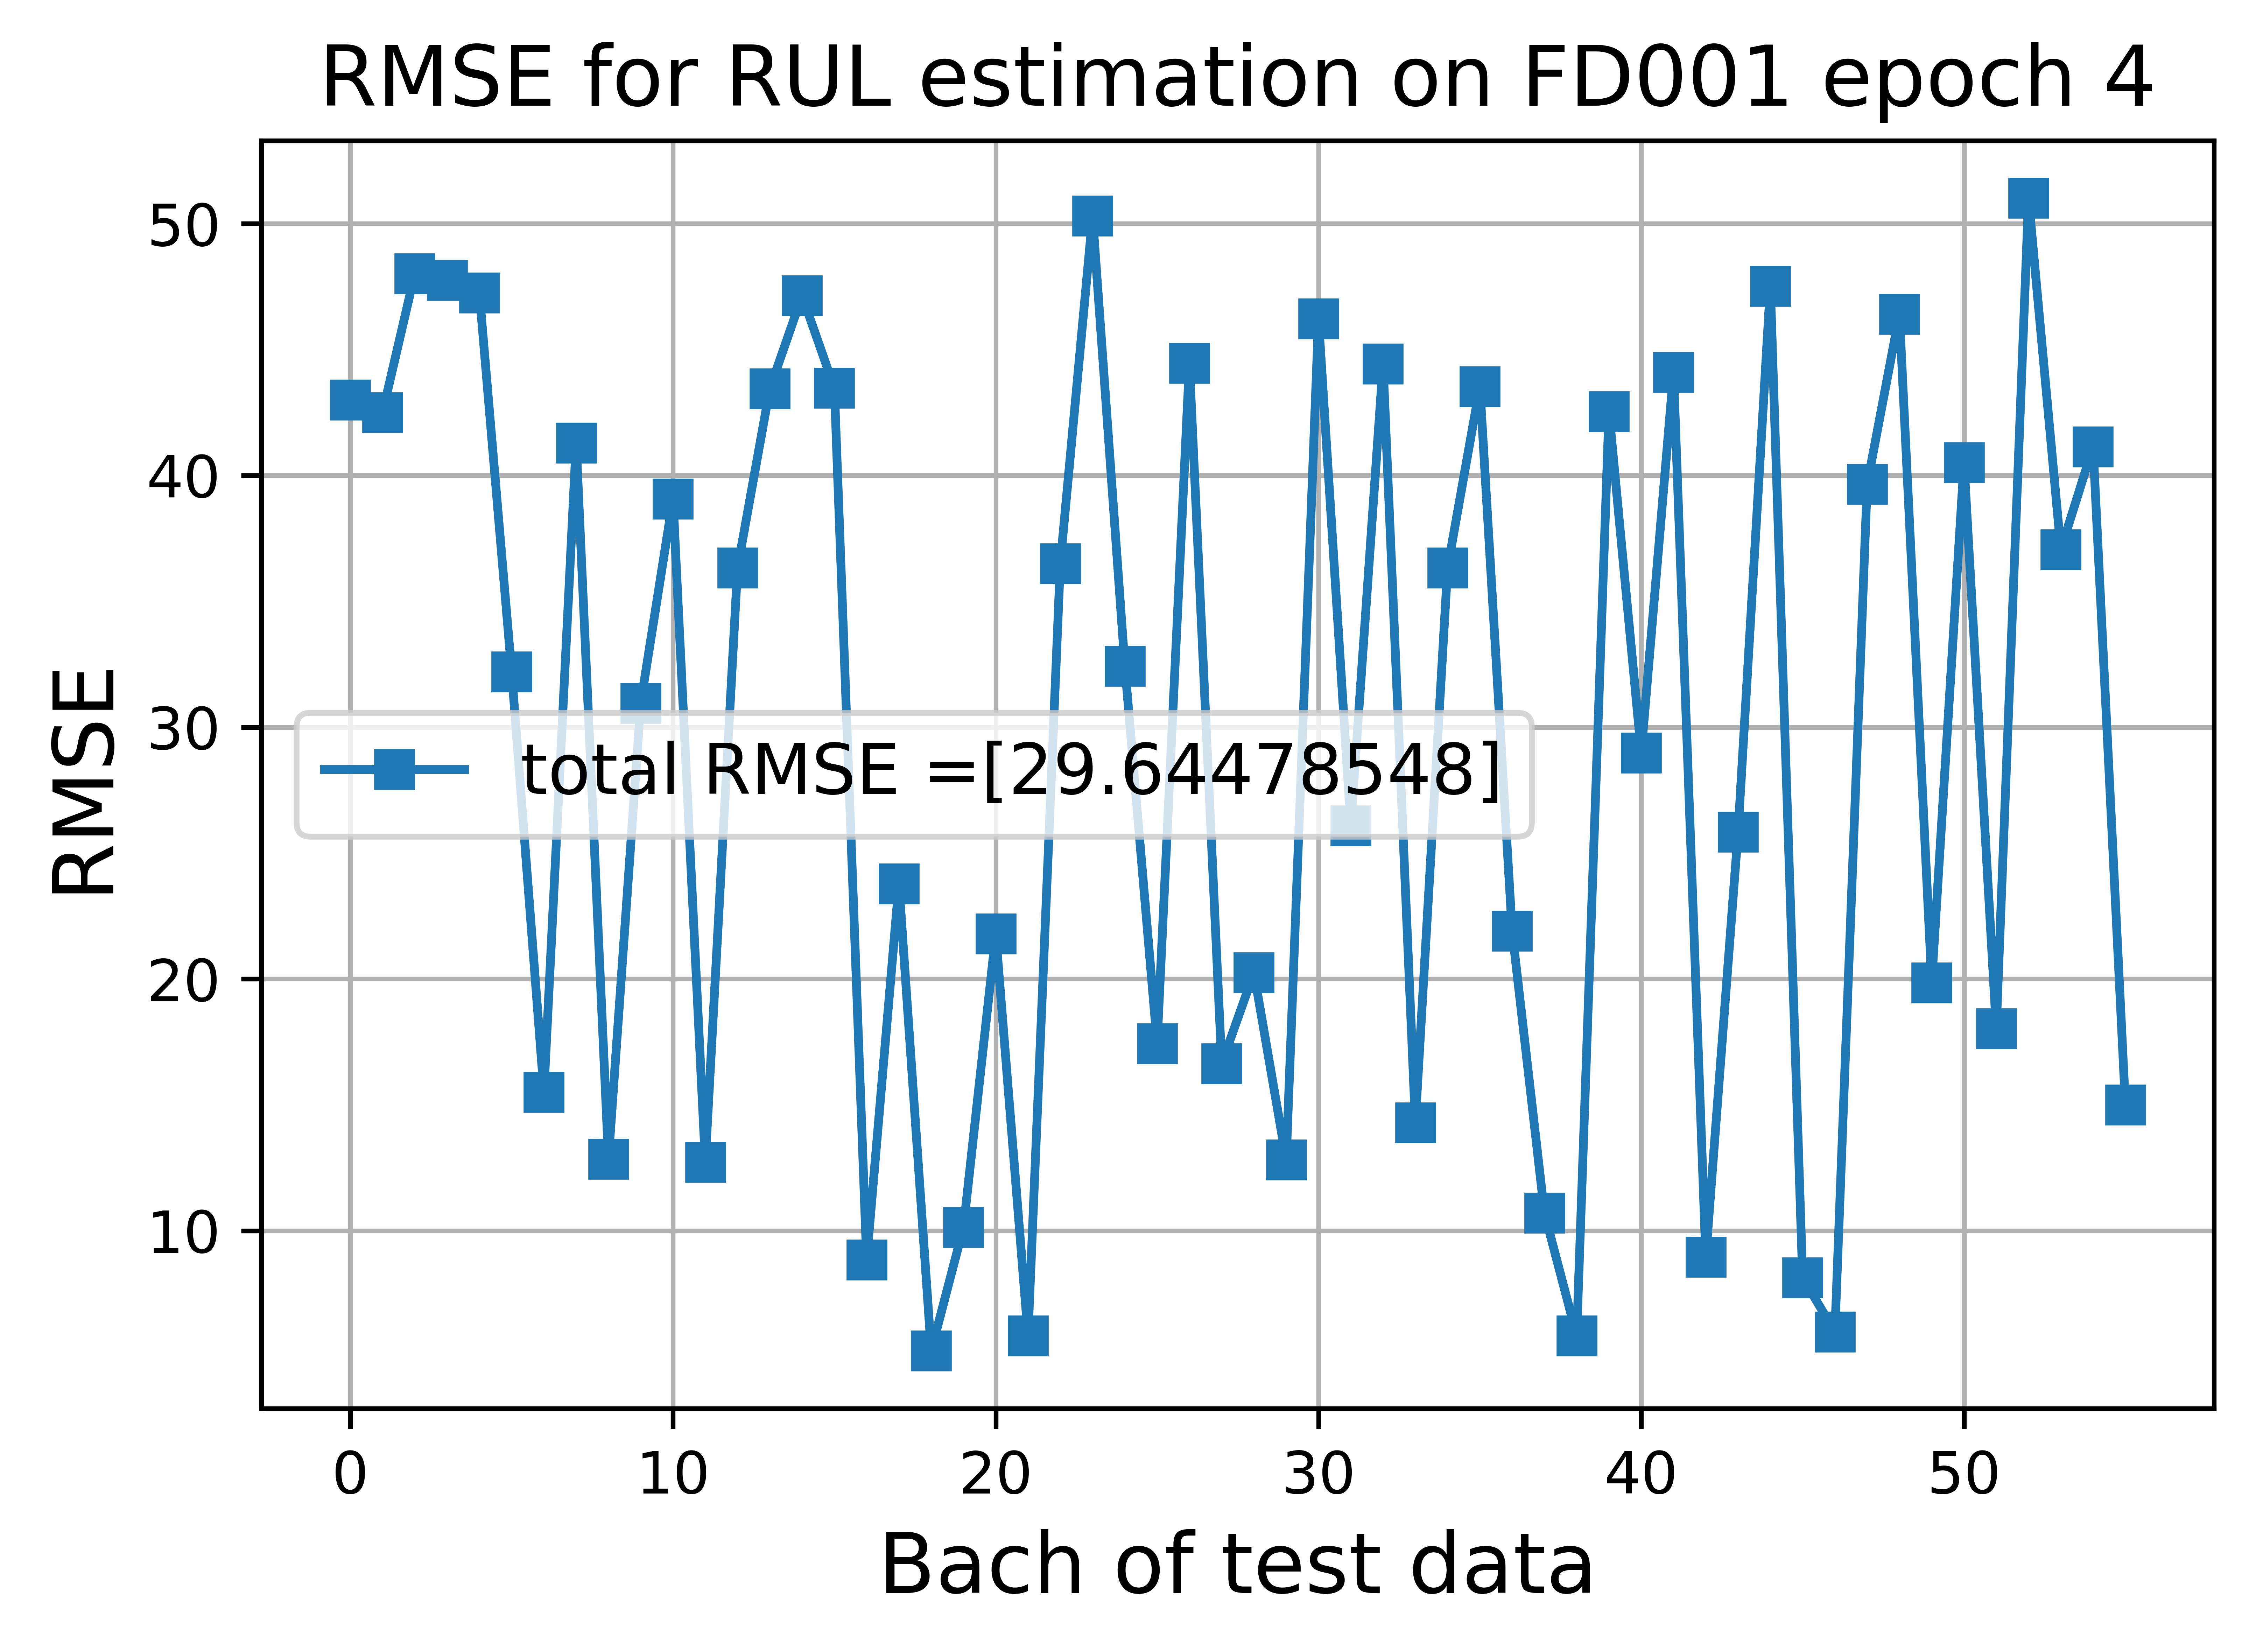 RMSE for RUL estimation on FD001 epoch 4
RMSE
50
40
30
20
10
total RMSE =[29.64478548]
0 10 20 30 40 50
Bach of test data